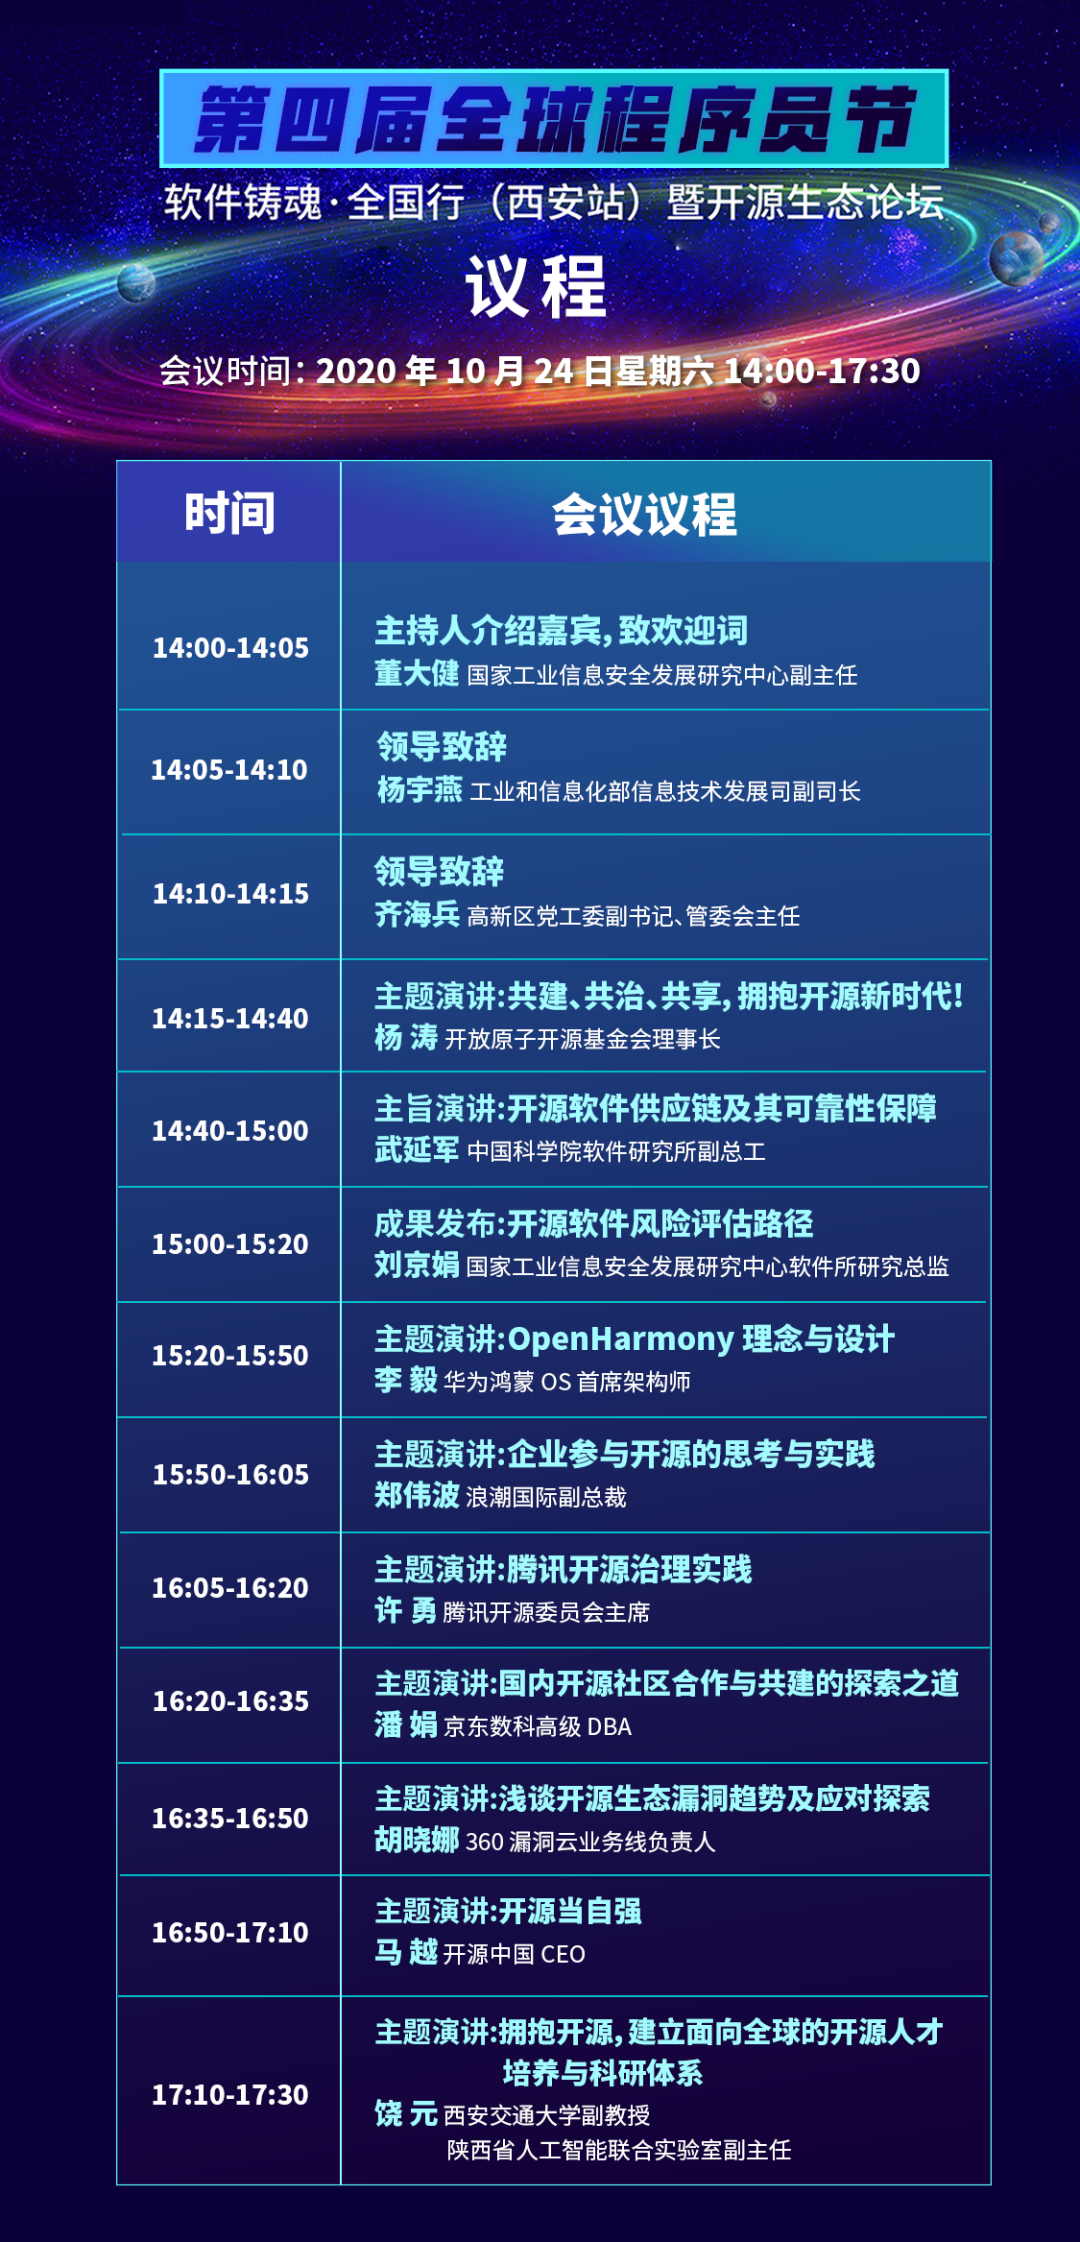 第四届全球程序员节
软件铸魂·全国行（西安站）暨开源生态论坛
议程
会议时间：2020 年 10 月 24 日星期六 14:00-17:30
时间 会议议程
14:00-14:05
主持人介绍嘉宾，致欢迎词
董大健 国家工业信息安全发展研究中心副主任
14:05-14:10
领导致辞
杨宇燕 工业和信息化部信息技术发展司副司长
14:10-14:15
领导致辞
齐海兵 高新区党工委副书记、管委会主任
14:15-14:40
主题演讲：共建、共治、共享，拥抱开源新时代！
杨 涛 开放原子开源基金会理事长
14:40-15:00
主旨演讲：开源软件供应链及其可靠性保障
武延军 中国科学院软件研究所副总工
15:00-15:20
成果发布：开源软件风险评估路径
刘京娟 国家工业信息安全发展研究中心软件所研究总监
15:20-15:50
主题演讲：OpenHarmony 理念与设计
李 毅 华为鸿蒙 OS 首席架构师
15:50-16:05
主题演讲：企业参与开源的思考与实践
郑伟波 浪潮国际副总裁
16:05-16:20
主题演讲：腾讯开源治理实践
许 勇 腾讯开源委员会主席
16:20-16:35
主题演讲：国内开源社区合作与共建的探索之道
潘 娟 京东数科高级 DBA
16:35-16:50
主题演讲：浅谈开源生态漏洞趋势及应对探索
胡晓娜 360 漏洞云业务线负责人
16:50-17:10
主题演讲：开源当自强
马 越 开源中国 CEO
17:10-17:30
主题演讲：拥抱开源，建立面向全球的开源人才
培养与科研体系
饶 元 西安交通大学副教授
陕西省人工智能联合实验室副主任